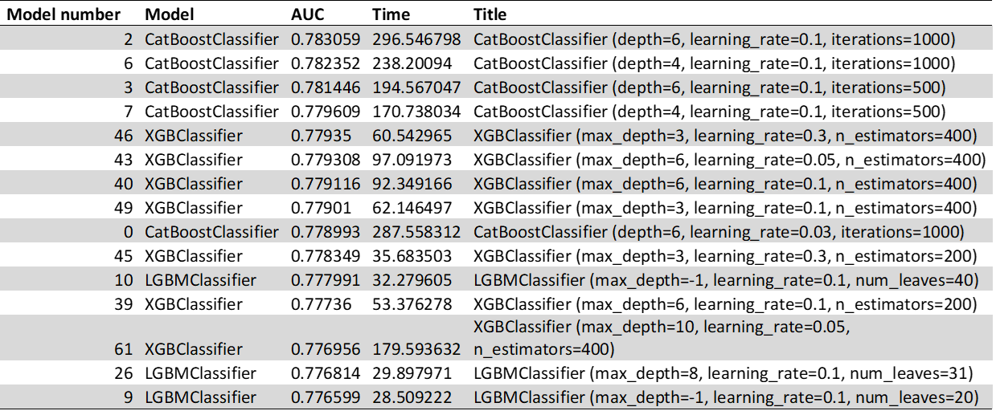 Model number Model AUC Time Title
2 CatBoostClassifier 0.783059 296.546798 CatBoostClassifier (depth=6, learning_rate=0.1, iterations=1000)
6 CatBoostClassifier 0.782352 238.20094 CatBoostClassifier (depth=4, learning_rate=0.1, iterations=1000)
3 CatBoostClassifier 0.781446 194.567047 CatBoostClassifier (depth=6, learning_rate=0.1, iterations=500)
7 CatBoostClassifier 0.779609 170.738034 CatBoostClassifier (depth=4, learning_rate=0.1, iterations=500)
46 XGBClassifier 0.77935 60.542965 XGBClassifier (max_depth=3, learning_rate=0.3, n_estimators=400)
43 XGBClassifier 0.779308 97.091973 XGBClassifier (max_depth=6, learning_rate=0.05, n_estimators=400)
40 XGBClassifier 0.779116 92.349166 XGBClassifier (max_depth=6, learning_rate=0.1, n_estimators=400)
49 XGBClassifier 0.77901 62.146497 XGBClassifier (max_depth=3, learning_rate=0.1, n_estimators=400)
0 CatBoostClassifier 0.778993 287.558312 CatBoostClassifier (depth=6, learning_rate=0.03, iterations=1000)
45 XGBClassifier 0.778349 35.683503 XGBClassifier (max_depth=3, learning_rate=0.3, n_estimators=200)
10 LGBMClassifier 0.777991 32.279605 LGBMClassifier (max_depth=-1, learning_rate=0.1, num_leaves=40)
39 XGBClassifier 0.77736 53.376278 XGBClassifier (max_depth=6, learning_rate=0.1, n_estimators=200)
XGBClassifier (max_depth=10, learning_rate=0.05,
61 XGBClassifier 0.776956 179.593632 n_estimators=400)
26 LGBMClassifier 0.776814 29.897971 LGBMClassifier (max_depth=8, learning_rate=0.1, num_leaves=31)
9 LGBMClassifier 0.776599 28.509222 LGBMClassifier (max_depth=-1, learning_rate=0.1, num_leaves=20)